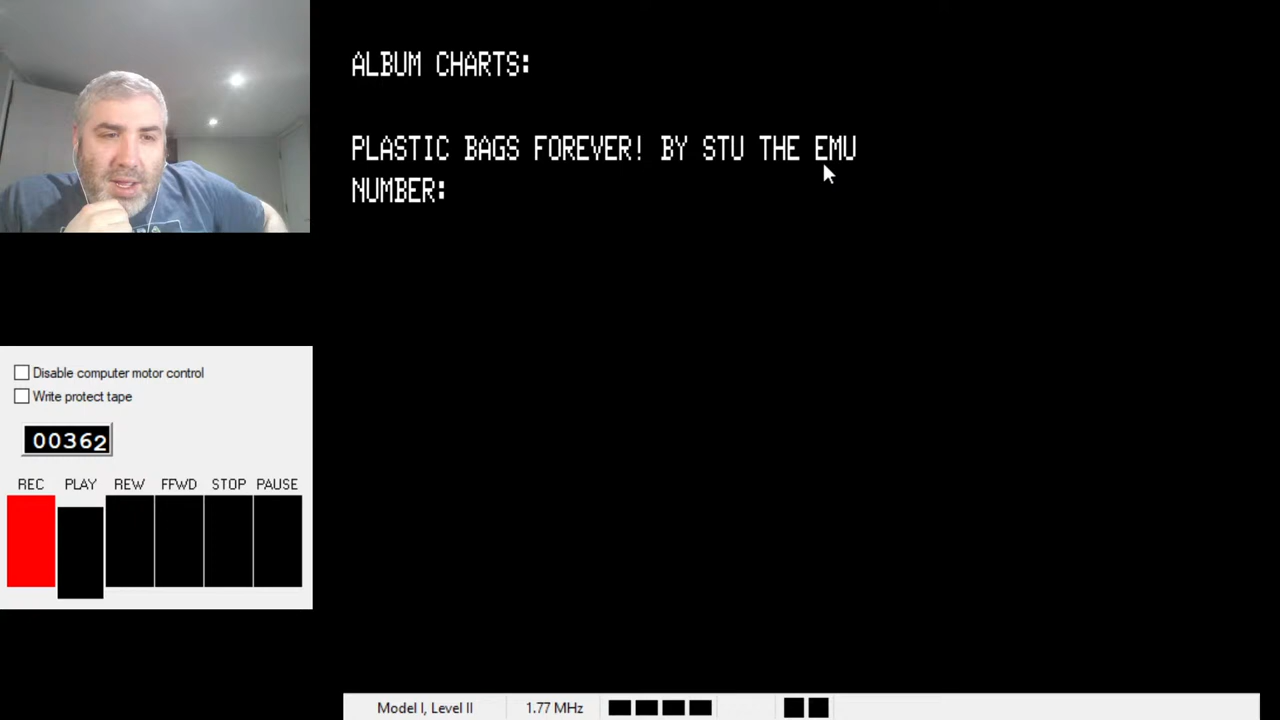 ALBUM CHARTS:
PLASTIC BAGS FOREVER! BY STU THE EMU
NUMBER:
Disable computer motor control
Write protect tape
00362
REC PLAY REW FFWD STOP PAUSE
Model I, Level II 1.77 MHz